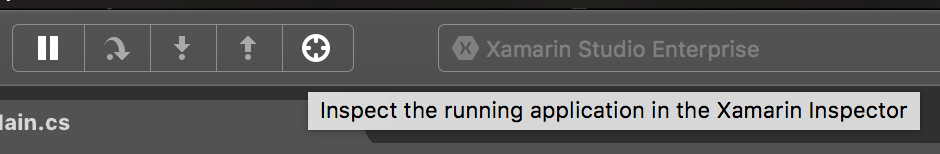 Xamarin Studio Enterprise
Inspect the running application in the Xamarin Inspector
lain.cs